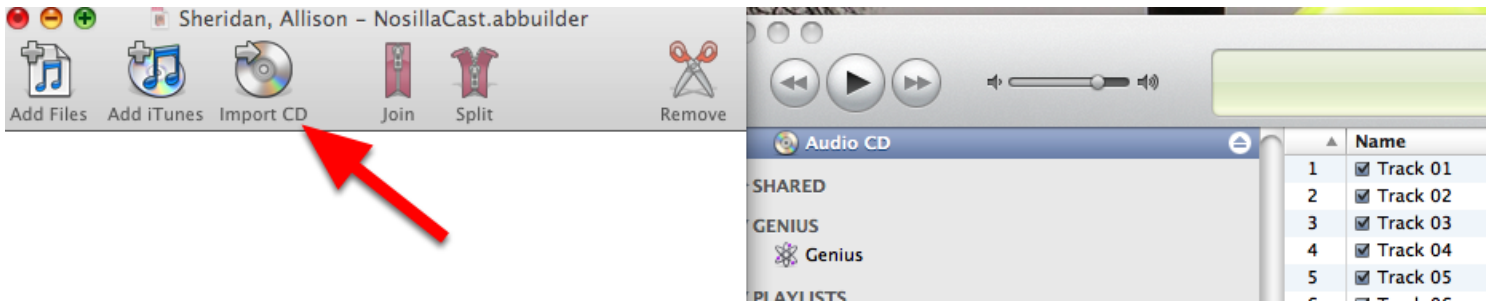 Sheridan, Allison – NosillaCast.abbuilder
Add Files Add iTunes Import CD Join Split Remove
Audio CD
SHARED
GENIUS
Genius
PLAYLISTS
Name
1 Track 01
2 Track 02
3 Track 03
4 Track 04
5 Track 05